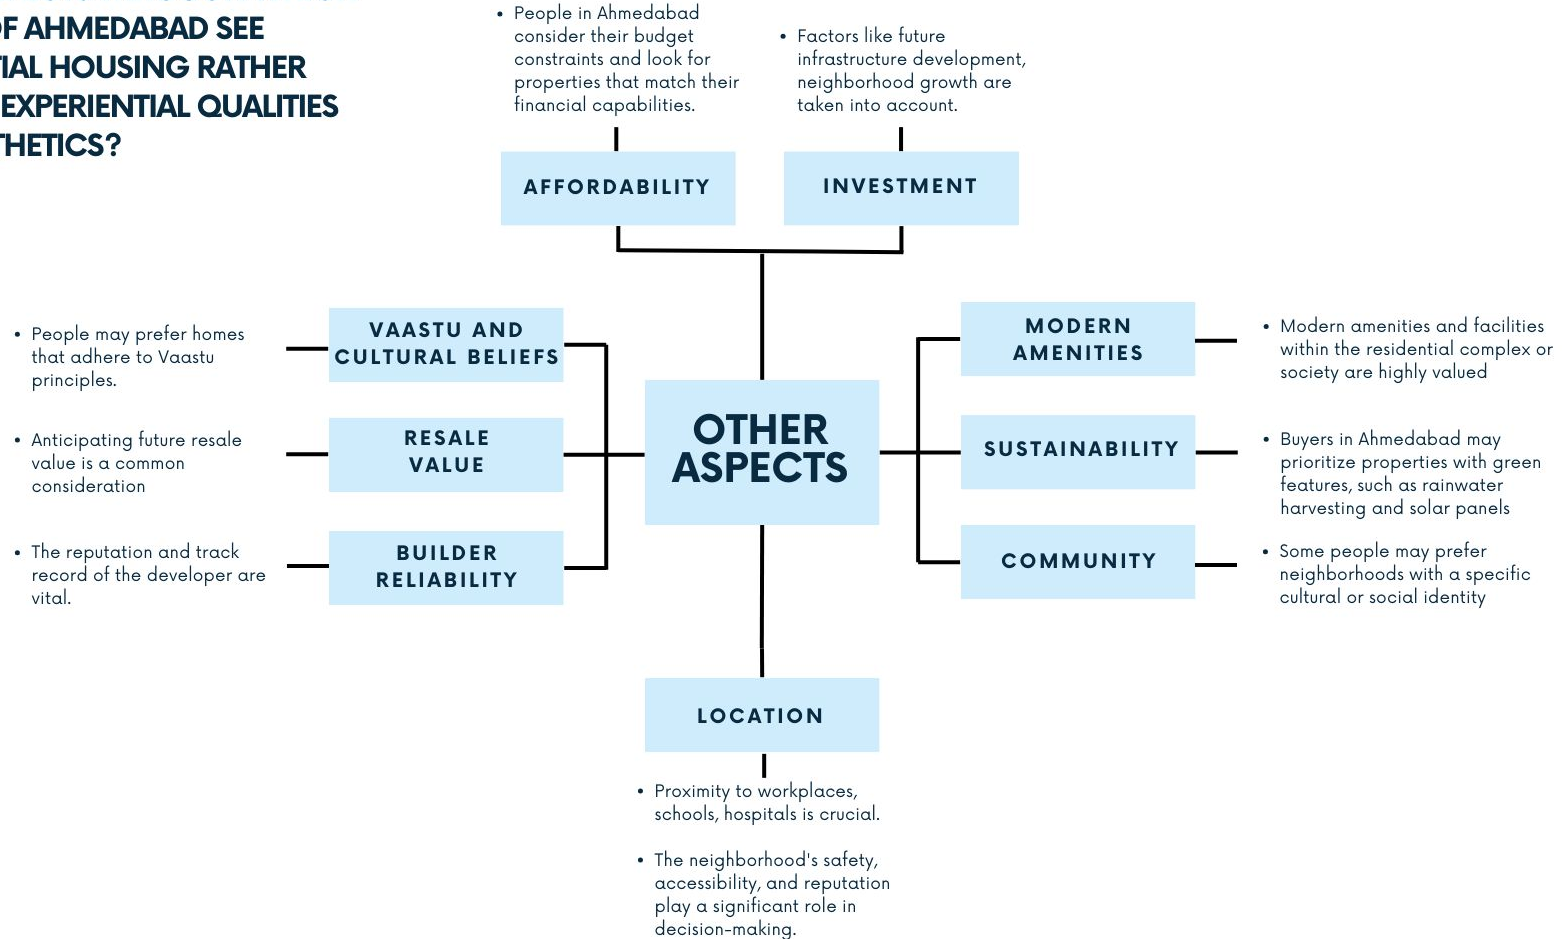 OF AHMEDABAD SEE
TIAL HOUSING RATHER
EXPERIENTIAL QUALITIES
THETICS?
• People in Ahmedabad
consider their budget
constraints and look for
properties that match their
financial capabilities.
• Factors like future
infrastructure development,
neighborhood growth are
taken into account.
AFFORDABILITY
INVESTMENT
• People may prefer homes
that adhere to Vaastu
principles.
VAASTU AND
CULTURAL BELIEFS
• Anticipating future resale
value is a common
consideration
RESALE
VALUE
• The reputation and track
record of the developer are
vital.
BUILDER
RELIABILITY
OTHER
ASPECTS
MODERN
AMENITIES
• Modern amenities and facilities
within the residential complex or
society are highly valued
SUSTAINABILITY
• Buyers in Ahmedabad may
prioritize properties with green
features, such as rainwater
harvesting and solar panels
COMMUNITY
• Some people may prefer
neighborhoods with a specific
cultural or social identity
LOCATION
• Proximity to workplaces,
schools, hospitals is crucial.
• The neighborhood's safety,
accessibility, and reputation
play a significant role in
decision-making.